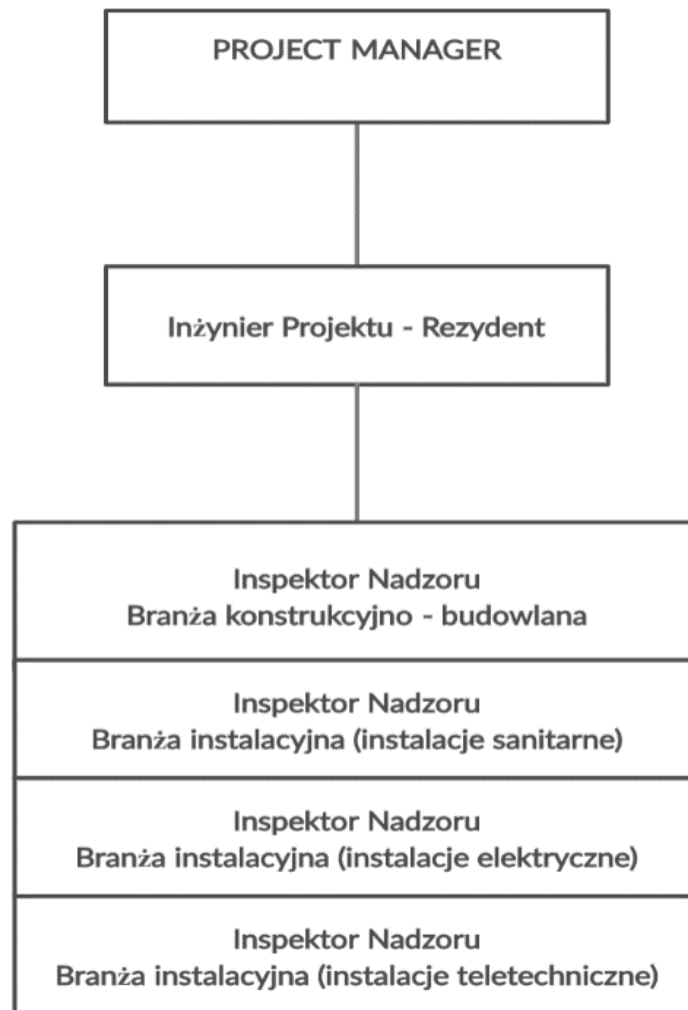 PROJECT MANAGER
Inżynier Projektu - Rezydent
Inspektor Nadzoru
Branża konstrukcyjno - budowlana
Inspektor Nadzoru
Branża instalacyjna (instalacje sanitarne)
Inspektor Nadzoru
Branża instalacyjna (instalacje elektryczne)
Inspektor Nadzoru
Branża instalacyjna (instalacje teletechniczne)